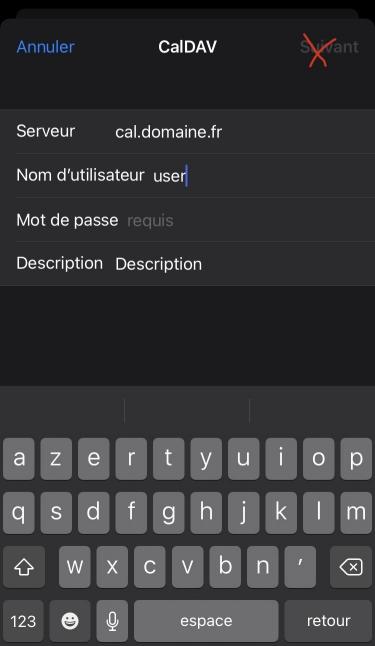 Annuler CalDAV Suivant
Serveur cal.domaine.fr
Nom d’utilisateur user
Mot de passe requis
Description Description
a z e r t y u i o p
q s d f g h j k l m
w x c v b n ’
123 espace retour